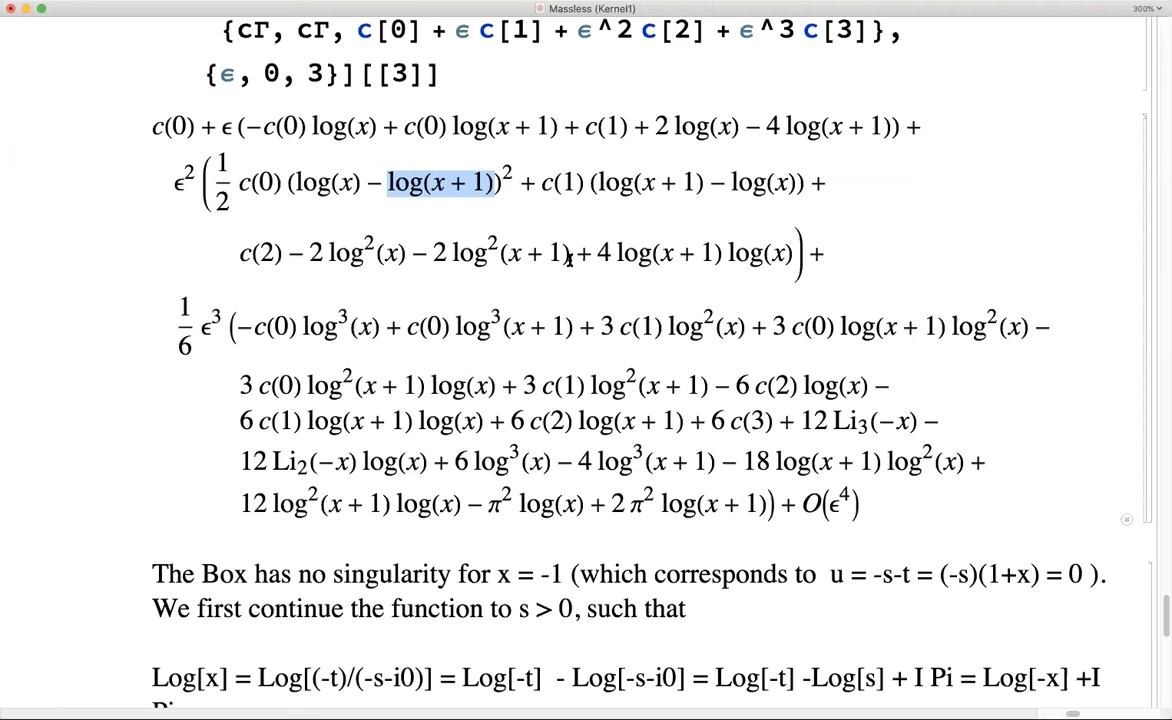 Massless (Kernel1)
300%
{cΓ, cΓ, c[0] + ϵ c[1] + ϵ^2 c[2] + ϵ^3 c[3]},
{ϵ, 0, 3}][[3]]
c(0) + ϵ (−c(0) log(x) + c(0) log(x + 1) + c(1) + 2 log(x) − 4 log(x + 1)) +
ϵ² (1/2 c(0) (log(x) − log(x + 1))² + c(1) (log(x + 1) − log(x)) +
c(2) − 2 log²(x) − 2 log²(x + 1) + 4 log(x + 1) log(x)) +
1/6 ϵ³ (−c(0) log³(x) + c(0) log³(x + 1) + 3 c(1) log²(x) + 3 c(0) log(x + 1) log²(x) −
3 c(0) log²(x + 1) log(x) + 3 c(1) log²(x + 1) − 6 c(2) log(x) −
6 c(1) log(x + 1) log(x) + 6 c(2) log(x + 1) + 6 c(3) + 12 Li₃(−x) −
12 Li₂(−x) log(x) + 6 log³(x) − 4 log³(x + 1) − 18 log(x + 1) log²(x) +
12 log²(x + 1) log(x) − π² log(x) + 2 π² log(x + 1)) + O(ϵ⁴)
The Box has no singularity for x = -1 (which corresponds to u = -s-t = (-s)(1+x) = 0 ).
We first continue the function to s > 0, such that
Log[x] = Log[(-t)/(-s-i0)] = Log[-t] - Log[-s-i0] = Log[-t] -Log[s] + I Pi = Log[-x] +I
Pi